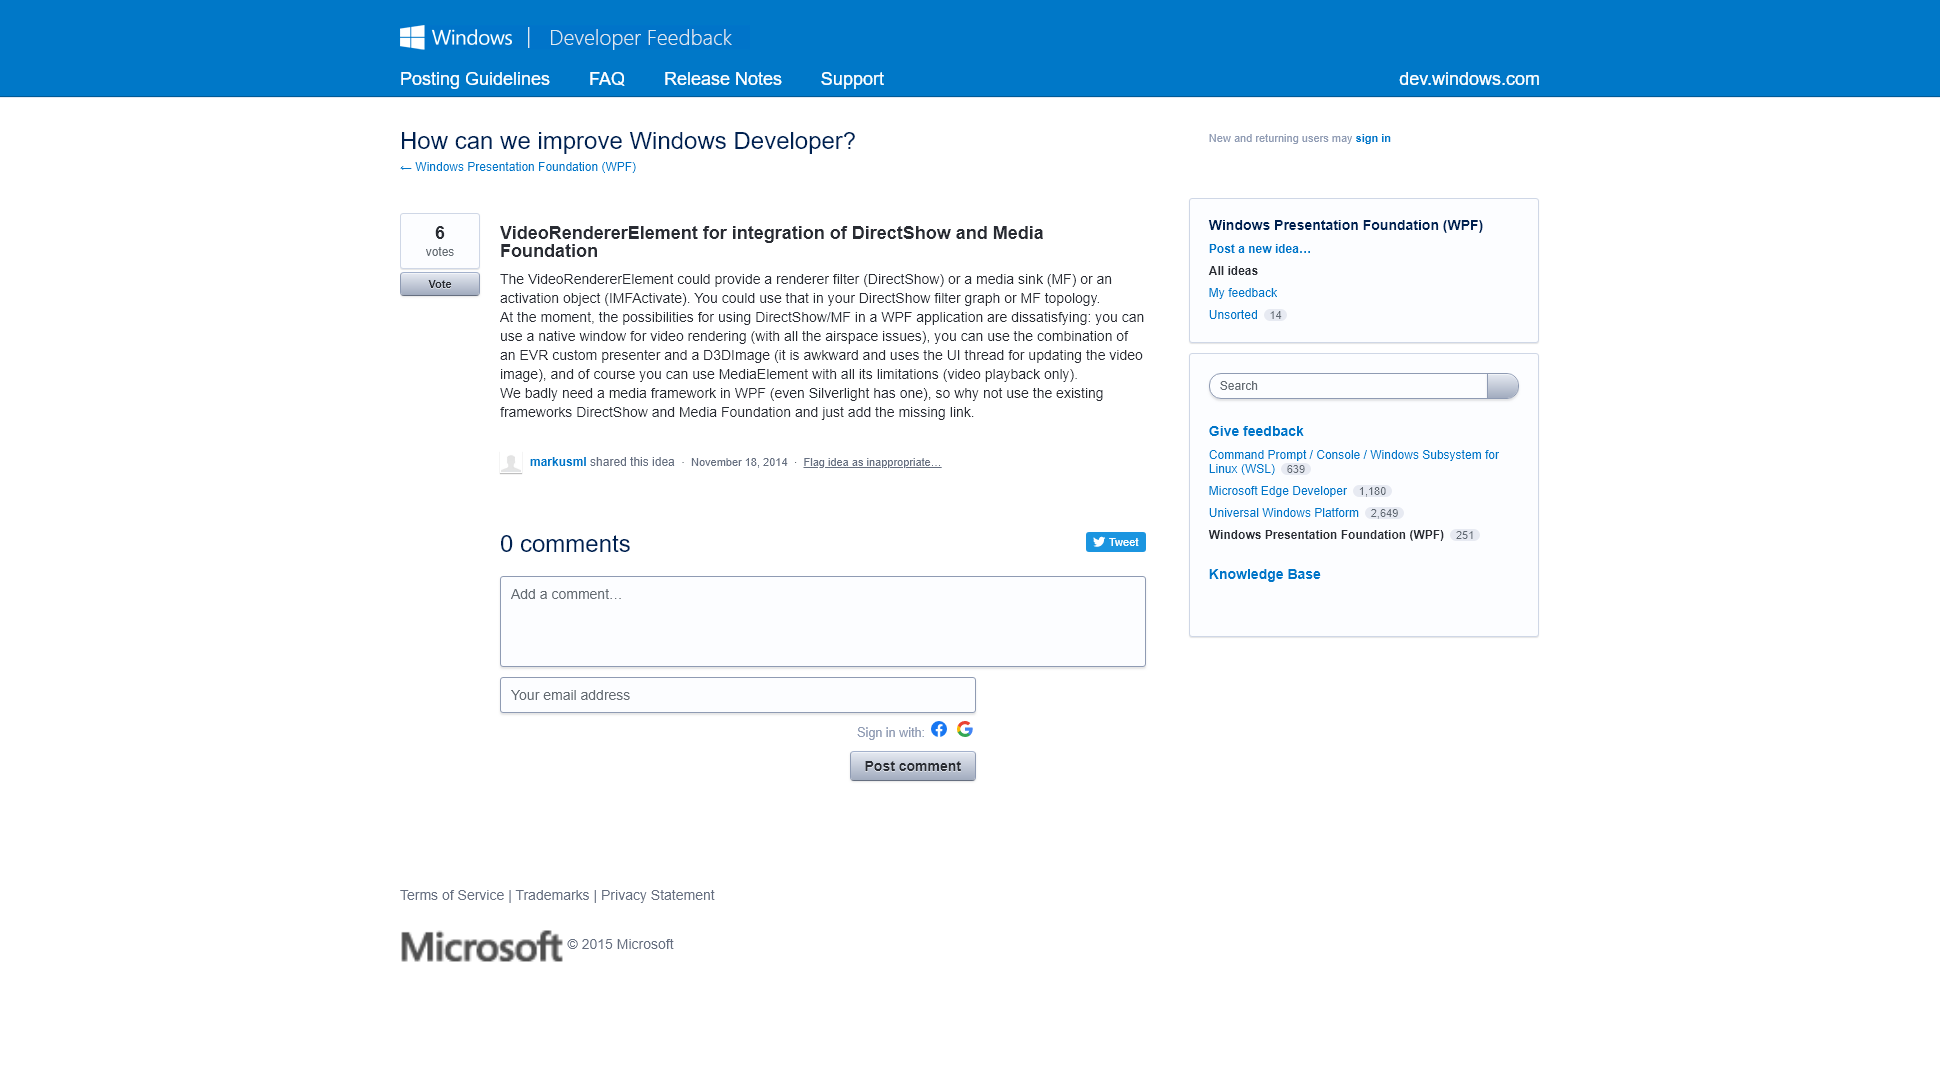 Windows | Developer Feedback
Posting Guidelines FAQ Release Notes Support dev.windows.com
How can we improve Windows Developer?
← Windows Presentation Foundation (WPF)
New and returning users may sign in
6
votes
Vote
VideoRendererElement for integration of DirectShow and Media
Foundation
The VideoRendererElement could provide a renderer filter (DirectShow) or a media sink (MF) or an
activation object (IMFActivate). You could use that in your DirectShow filter graph or MF topology.
At the moment, the possibilities for using DirectShow/MF in a WPF application are dissatisfying: you can
use a native window for video rendering (with all the airspace issues), you can use the combination of
an EVR custom presenter and a D3DImage (it is awkward and uses the UI thread for updating the video
image), and of course you can use MediaElement with all its limitations (video playback only).
We badly need a media framework in WPF (even Silverlight has one), so why not use the existing
frameworks DirectShow and Media Foundation and just add the missing link.
markusml shared this idea · November 18, 2014 · Flag idea as inappropriate…
0 comments
Tweet
Add a comment…
Your email address
Sign in with:
Post comment
Windows Presentation Foundation (WPF)
Post a new idea…
All ideas
My feedback
Unsorted 14
Search
Give feedback
Command Prompt / Console / Windows Subsystem for
Linux (WSL) 639
Microsoft Edge Developer 1,180
Universal Windows Platform 2,649
Windows Presentation Foundation (WPF) 251
Knowledge Base
Terms of Service | Trademarks | Privacy Statement
Microsoft © 2015 Microsoft